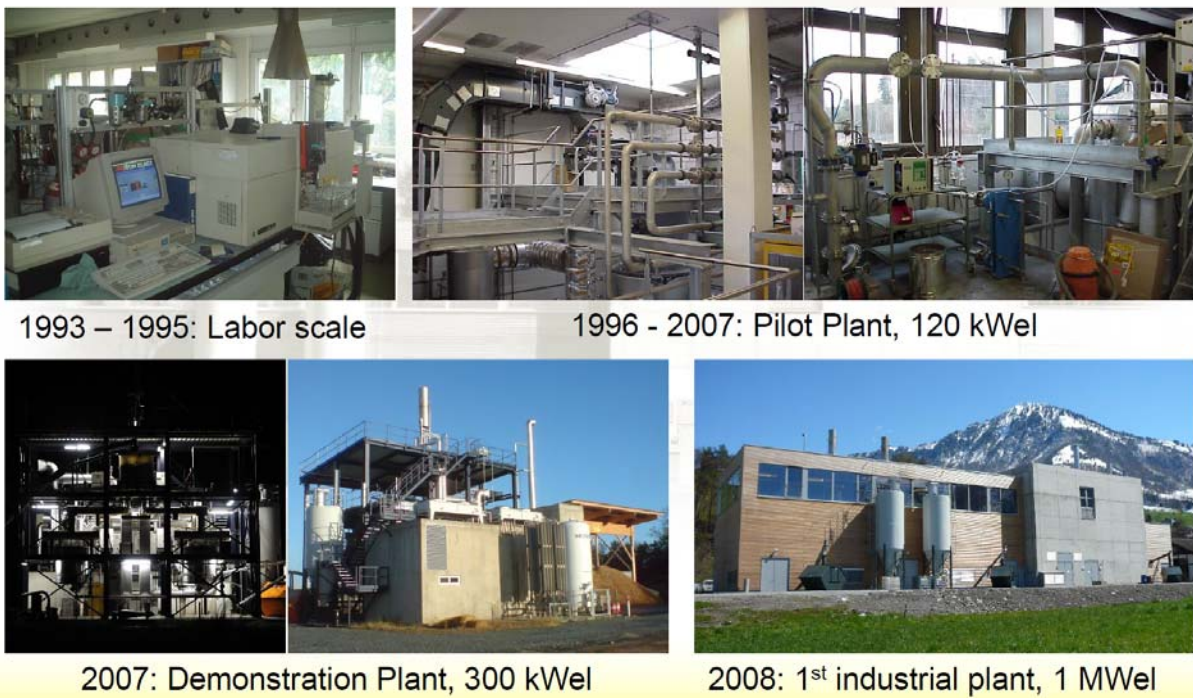 1993 – 1995: Labor scale
1996 - 2007: Pilot Plant, 120 kWel
2007: Demonstration Plant, 300 kWel
2008: 1st industrial plant, 1 MWel